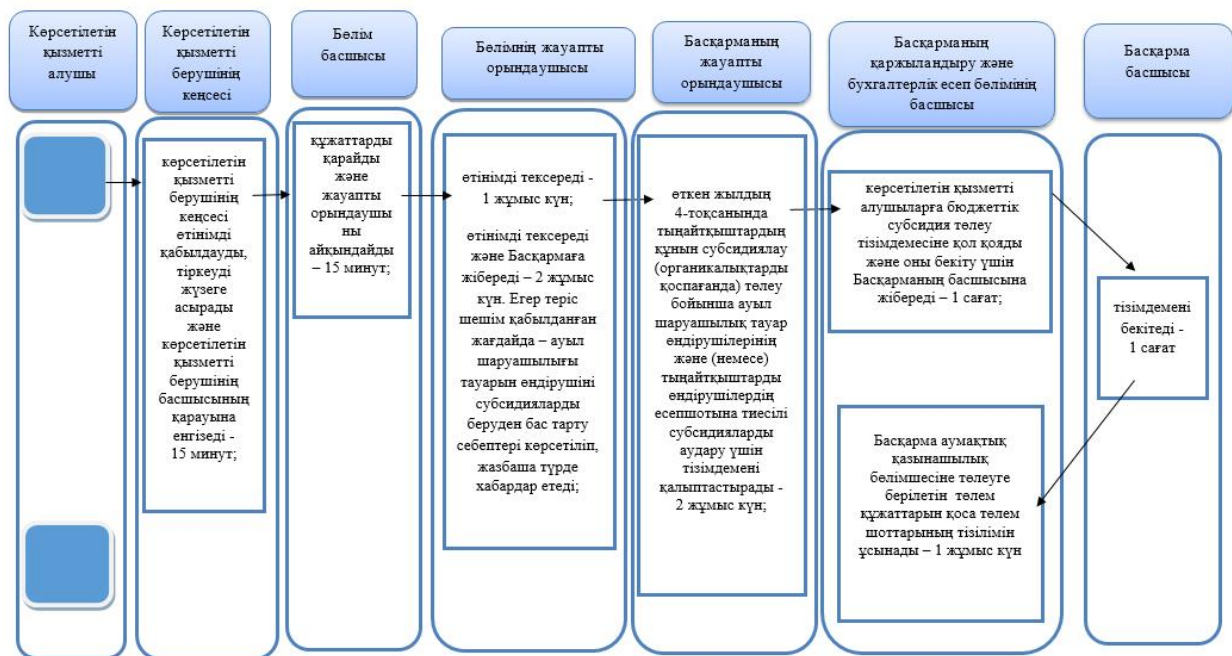 Көрсетілетін
қызметті
алушы
Көрсетілетін
қызметті
берушінің
кеңсесі
Бөлім
басшысы
Бөлімнің жауапты
орындаушысы
Басқарманың
жауапты
орындаушысы
Басқарманың
қаржыландыру және
бухгалтерлік есеп бөлімінің
басшысы
Басқарма
басшысы
көрсетілетін
қызметті
берушінің
кеңсесі
өтінімді
қабылдауды,
тіркеуді
жүзеге
асырады
және
көрсетілетін
қызметті
берушінің
басшысының
қарауына
енгізеді -
15 минут;
құжаттарды
қарайды
және
жауапты
орындаушы
ны
айқындайды
– 15 минут;
өтінімді тексереді -
1 жұмыс күн;
өтінімді тексереді
және Басқармаға
жібереді – 2 жұмыс
күн. Егер теріс
шешім қабылданған
жағдайда – ауыл
шаруашылығы
тауарын өндірушіні
субсидияларды
беруден бас тарту
себептері көрсетіліп,
жазбаша түрде
хабардар етеді;
өткен жылдың
4-тоқсанында
тыңайтқыштардың
құнын субсидиялау
(органикалықтарды
қоспағанда) төлеу
бойынша ауыл
шаруашылық тауар
өндірушілерінің
және (немесе)
тыңайтқыштарды
өндірушілердің
есепшотына тиесілі
субсидияларды
аудару үшін
тізімдемені
қалыптастырады -
2 жұмыс күн;
көрсетілетін қызметті
алушыларға бюджеттік
субсидия төлеу
тізімдемесіне қол қояды
және оны бекіту үшін
Басқарманың басшысына
жібереді – 1 сағат;
тізімдемені
бекітеді -
1 сағат
Басқарма аумақтық
қазынашылық
бөлімшесіне төлеуге
берілетін төлем
құжаттарын қоса төлем
шоттарының тізілімін
ұсынады – 1 жұмыс күн